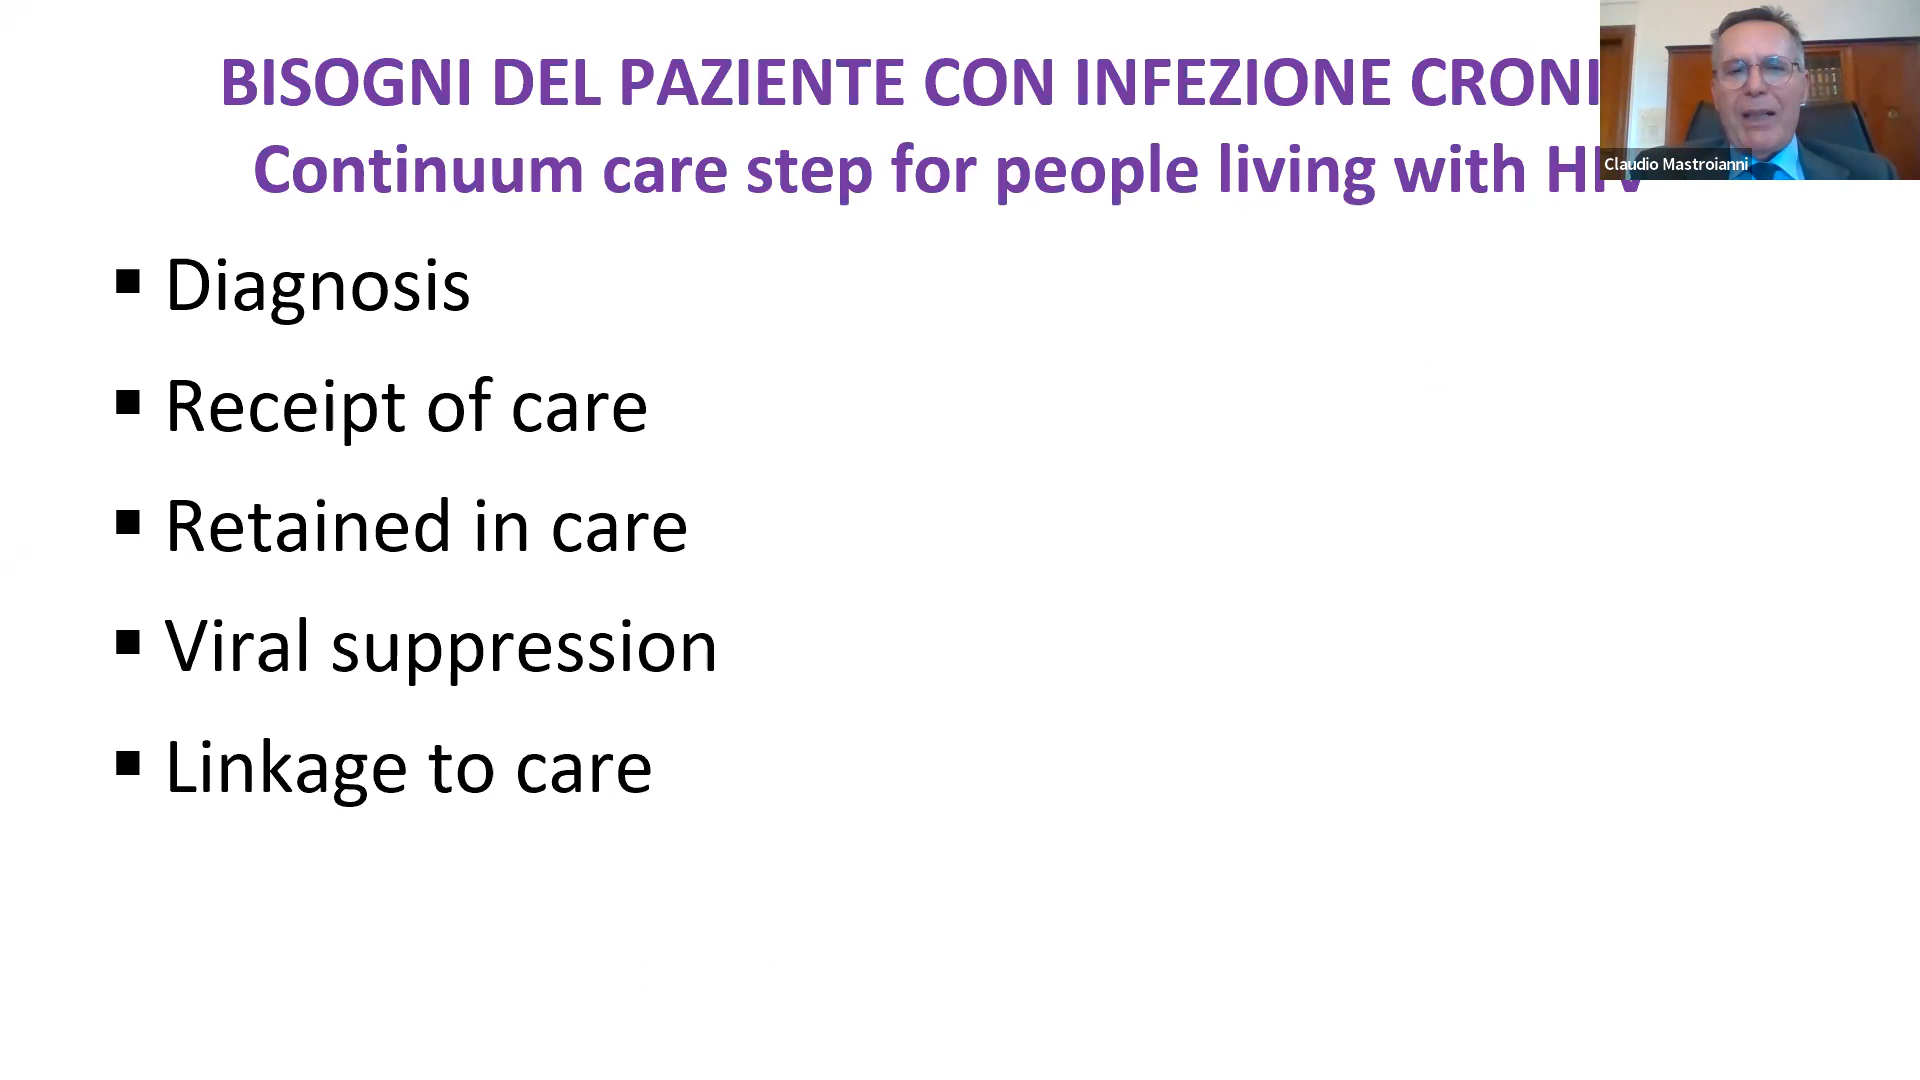 BISOGNI DEL PAZIENTE CON INFEZIONE CRONI
Continuum care step for people living with HIV
Claudio Mastroianni
▪ Diagnosis
▪ Receipt of care
▪ Retained in care
▪ Viral suppression
▪ Linkage to care